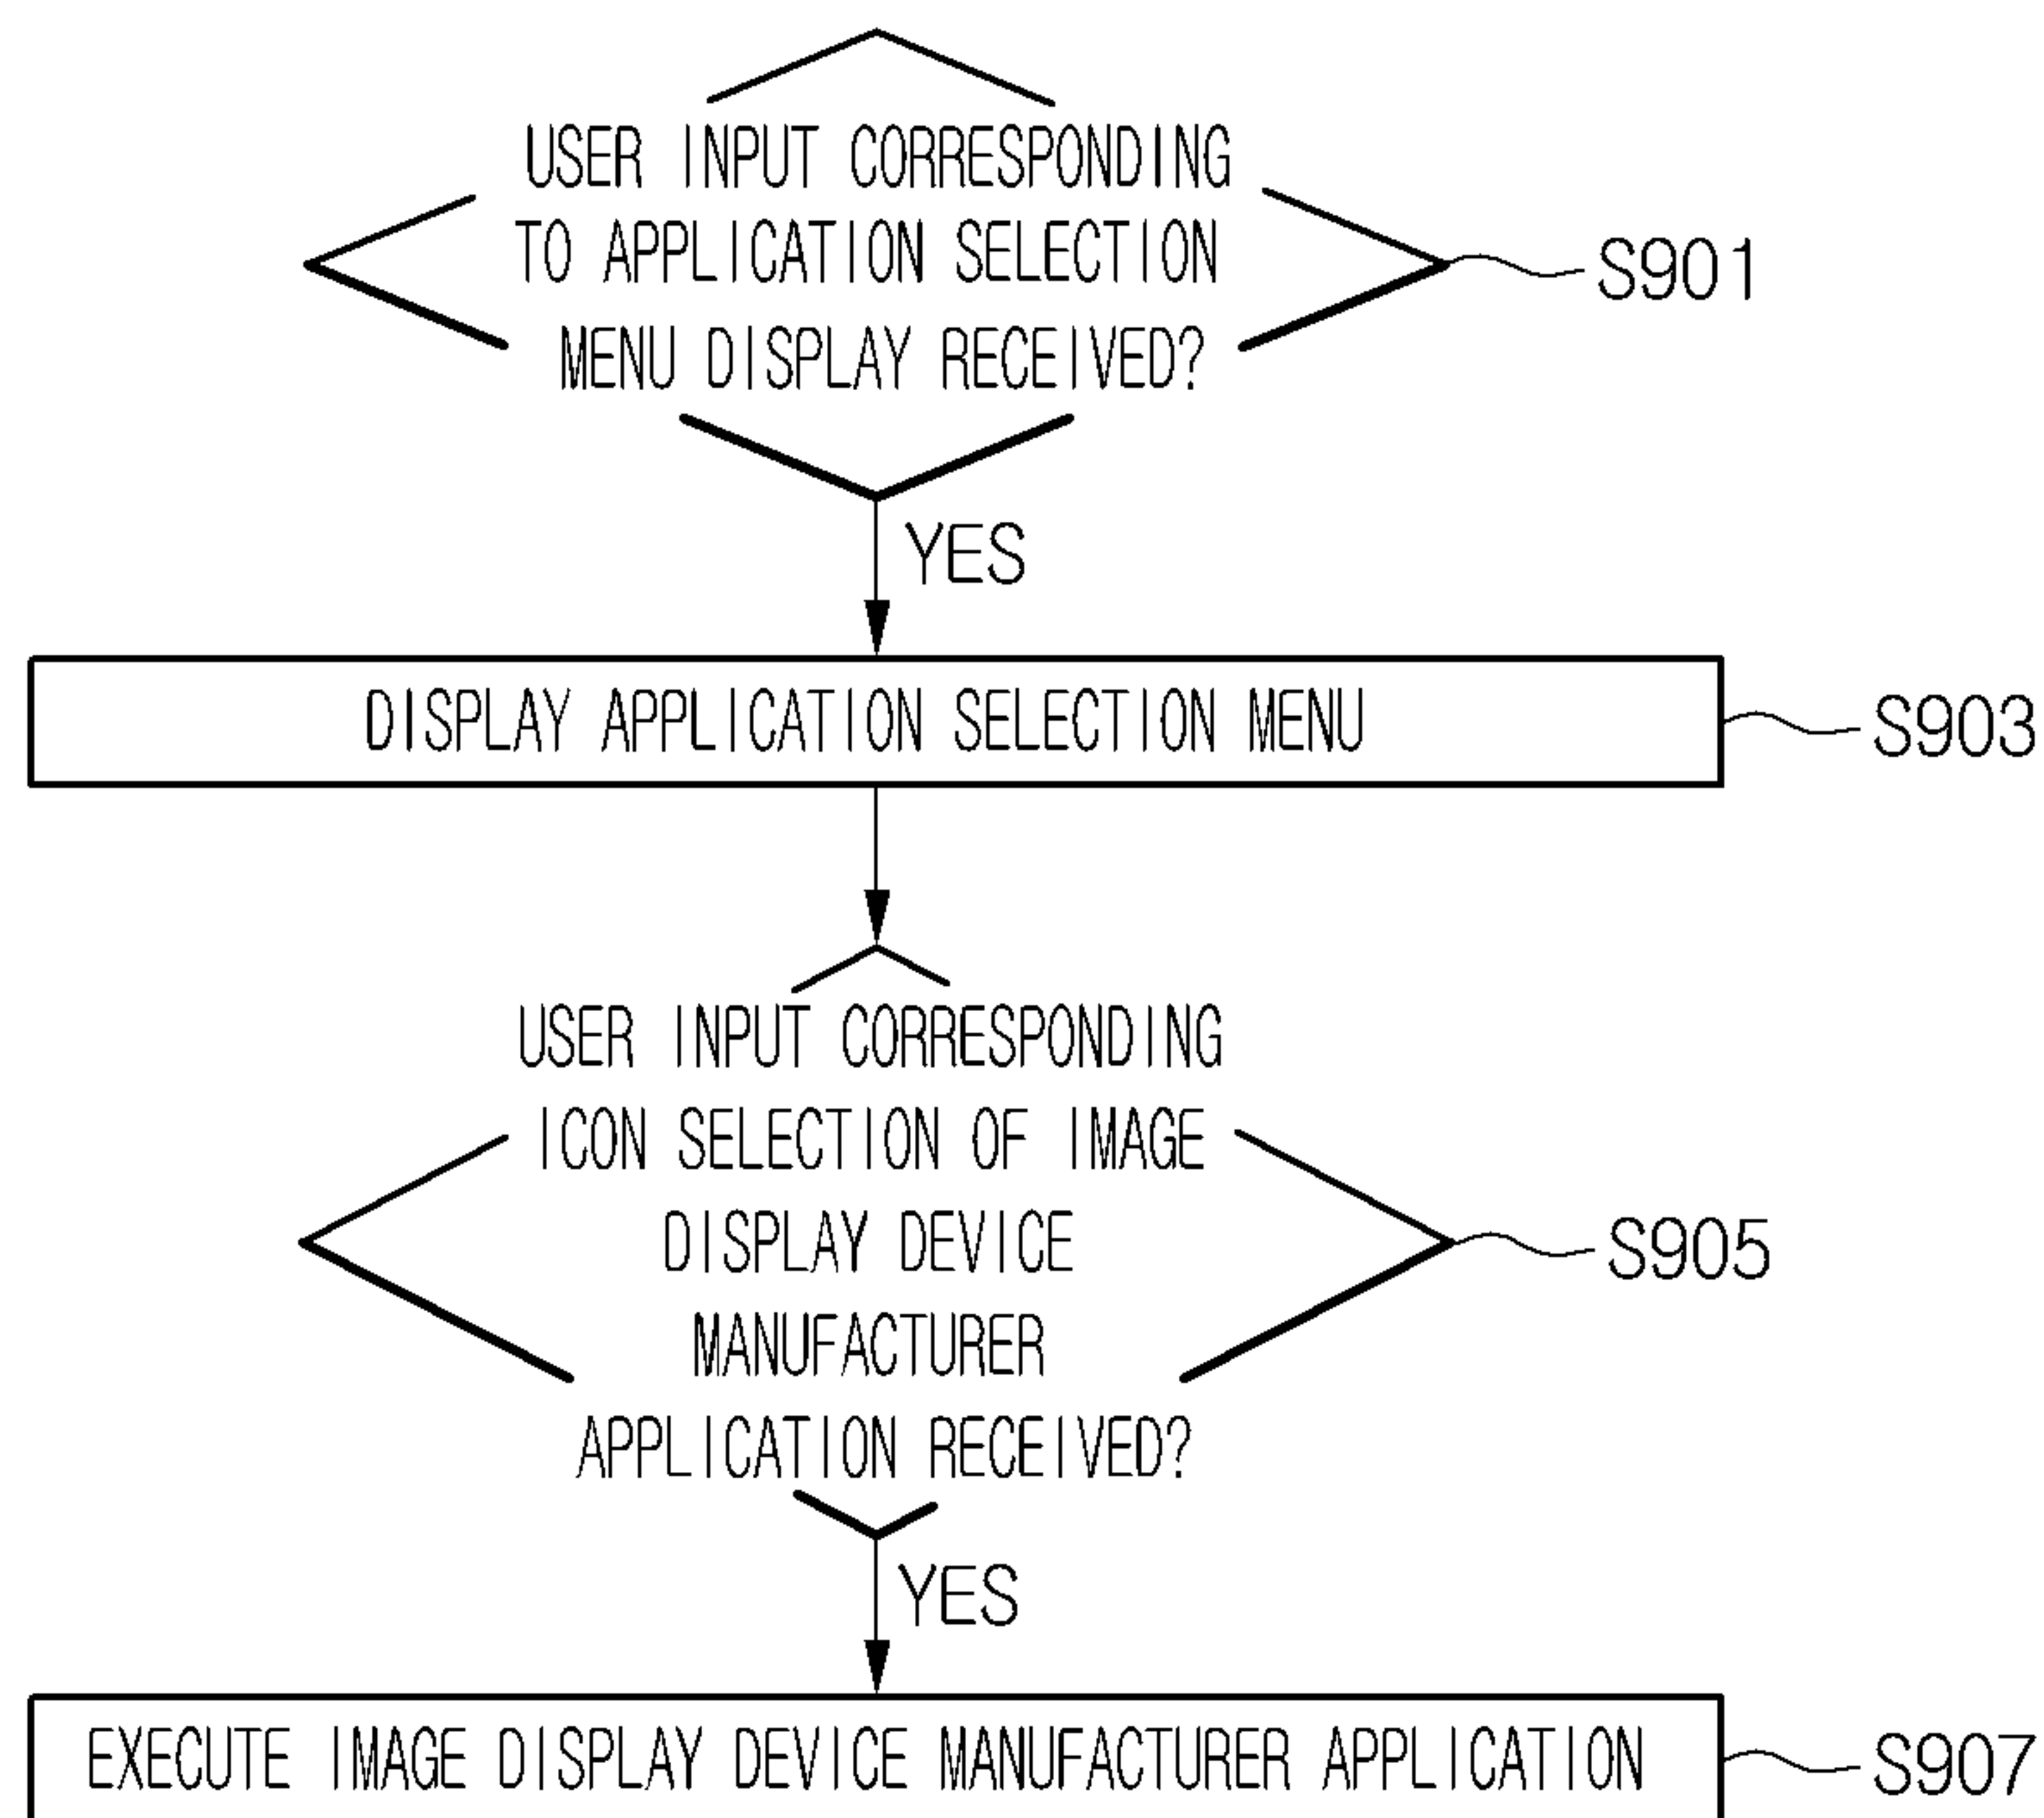 USER INPUT CORRESPONDING
TO APPLICATION SELECTION
MENU DISPLAY RECEIVED?
S901
YES
DISPLAY APPLICATION SELECTION MENU
S903
USER INPUT CORRESPONDING
ICON SELECTION OF IMAGE
DISPLAY DEVICE
MANUFACTURER
APPLICATION RECEIVED?
S905
YES
EXECUTE IMAGE DISPLAY DEVICE MANUFACTURER APPLICATION
S907